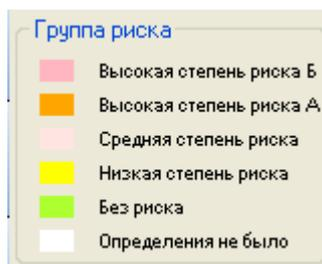 Группа риска
Высокая степень риска Б
Высокая степень риска А
Средняя степень риска
Низкая степень риска
Без риска
Определения не было